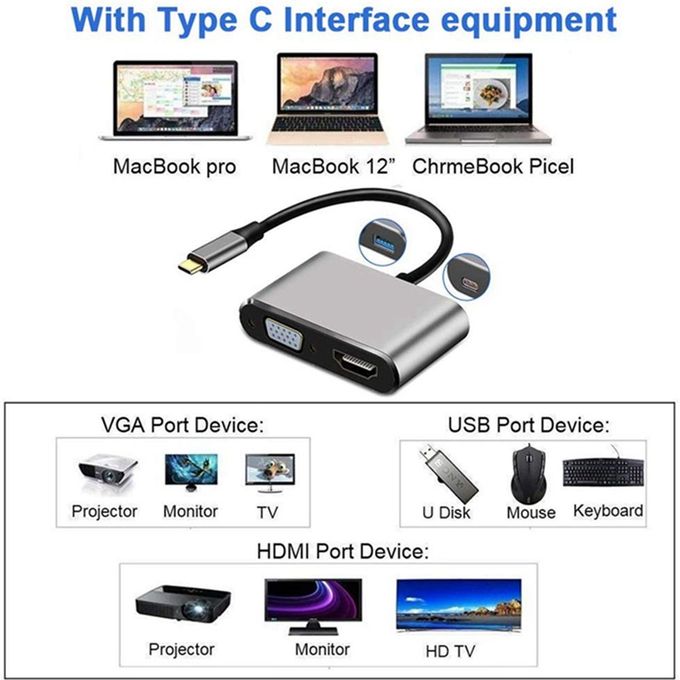 With Type C Interface equipment
MacBook pro
MacBook 12”
ChrmeBook Picel
VGA Port Device:
USB Port Device:
Projector
Monitor
TV
U Disk
Mouse
Keyboard
HDMI Port Device:
Projector
Monitor
HD TV